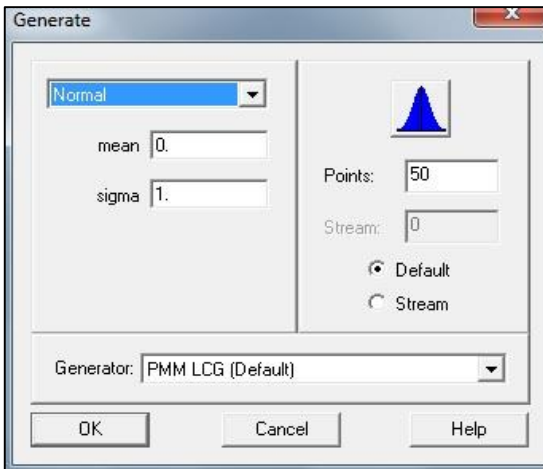 Generate
Normal
mean 0.
sigma 1.
Points: 50
Stream: 0
Default
Stream
Generator: PMM LCG (Default)
OK Cancel Help